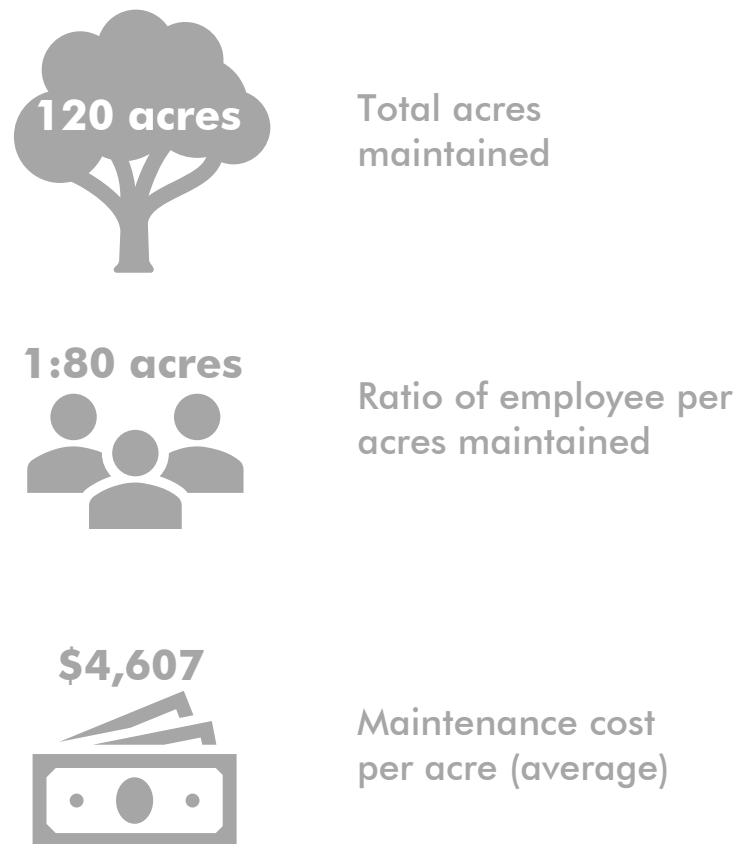 120 acres
Total acres
maintained
1:80 acres
Ratio of employee per
acres maintained
$4,607
Maintenance cost
per acre (average)